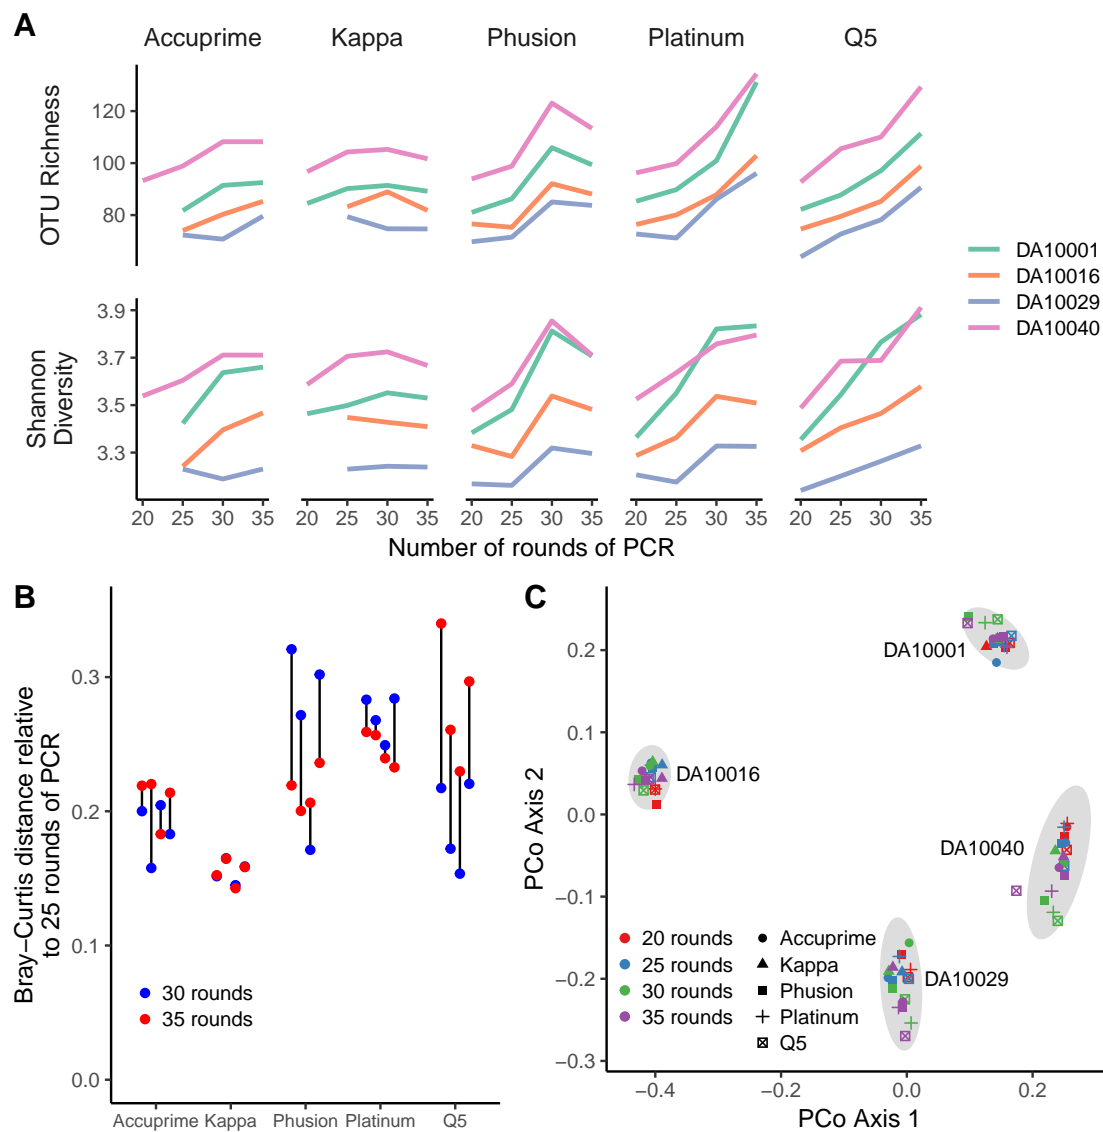 A
Accuprime Kappa Phusion Platinum Q5
OTU Richness
120
100
80
DA10001
DA10016
DA10029
DA10040
Shannon
Diversity
3.9
3.7
3.5
3.3
20 25 30 35 20 25 30 35 20 25 30 35 20 25 30 35 20 25 30 35
Number of rounds of PCR
B
Bray−Curtis distance relative
to 25 rounds of PCR
0.3
0.2
0.1
0.0
30 rounds
35 rounds
Accuprime Kappa Phusion Platinum Q5
C
PCo Axis 2
0.2
0.1
0.0
−0.1
−0.2
−0.3
DA10001
DA10016
DA10040
DA10029
20 rounds
25 rounds
30 rounds
35 rounds
Accuprime
Kappa
Phusion
Platinum
Q5
−0.4 −0.2 0.0 0.2
PCo Axis 1